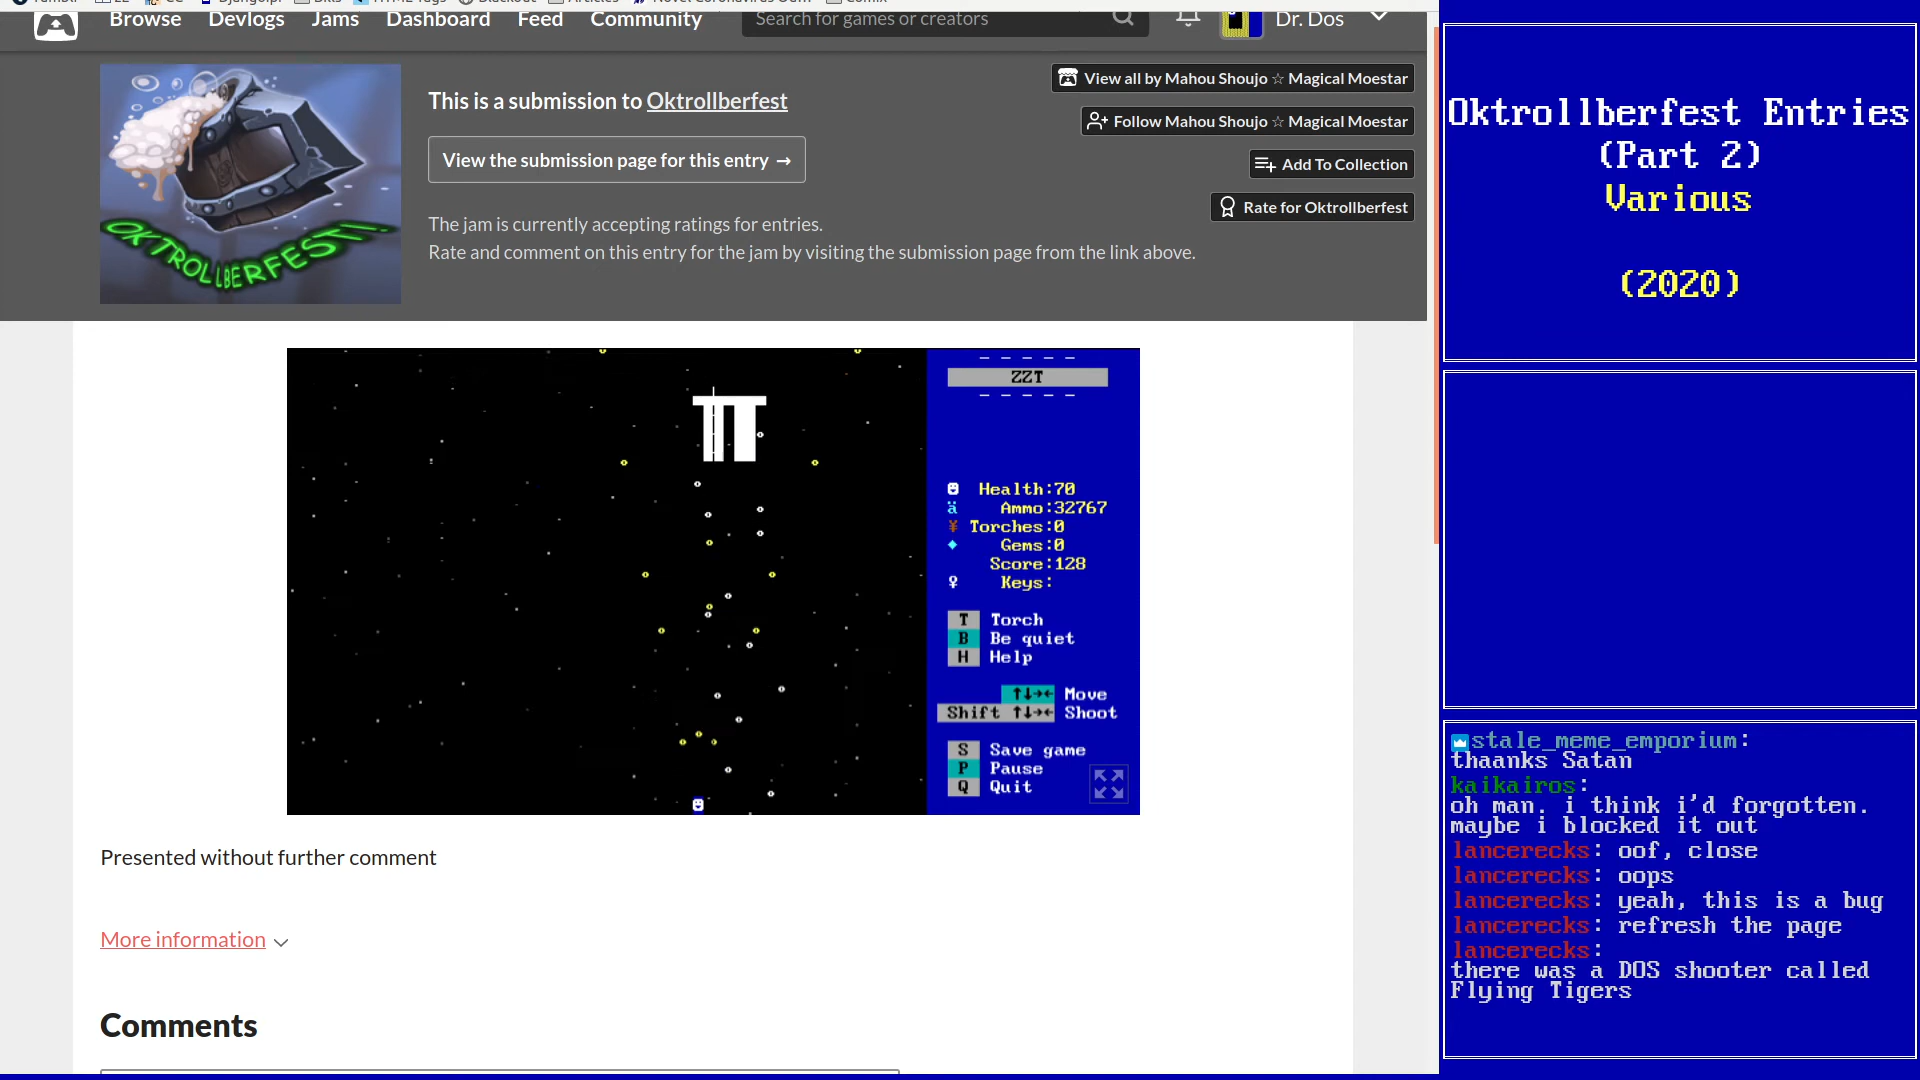 Browse Devlogs Jams Dashboard Feed Community
Search for games or creators
Dr. Dos
OKTROLLBERFEST!
This is a submission to Oktrollberfest
View the submission page for this entry →
The jam is currently accepting ratings for entries.
Rate and comment on this entry for the jam by visiting the submission page from the link above.
View all by Mahou Shoujo ☆ Magical Moestar
Follow Mahou Shoujo ☆ Magical Moestar
Add To Collection
Rate for Oktrollberfest
- - - - -
ZZT
- - - - -
Health:70
Ammo:32767
Torches:0
Gems:0
Score:128
Keys:
T Torch
B Be quiet
H Help
↑↓→← Move
Shift ↑↓→← Shoot
S Save game
P Pause
Q Quit
Presented without further comment
More information
Comments
Oktrollberfest Entries
(Part 2)
Various
(2020)
stale_meme_emporium:
thaanks Satan
kaikairos:
oh man. i think i'd forgotten.
maybe i blocked it out
lancerecks: oof, close
lancerecks: oops
lancerecks: yeah, this is a bug
lancerecks: refresh the page
lancerecks:
there was a DOS shooter called
Flying Tigers